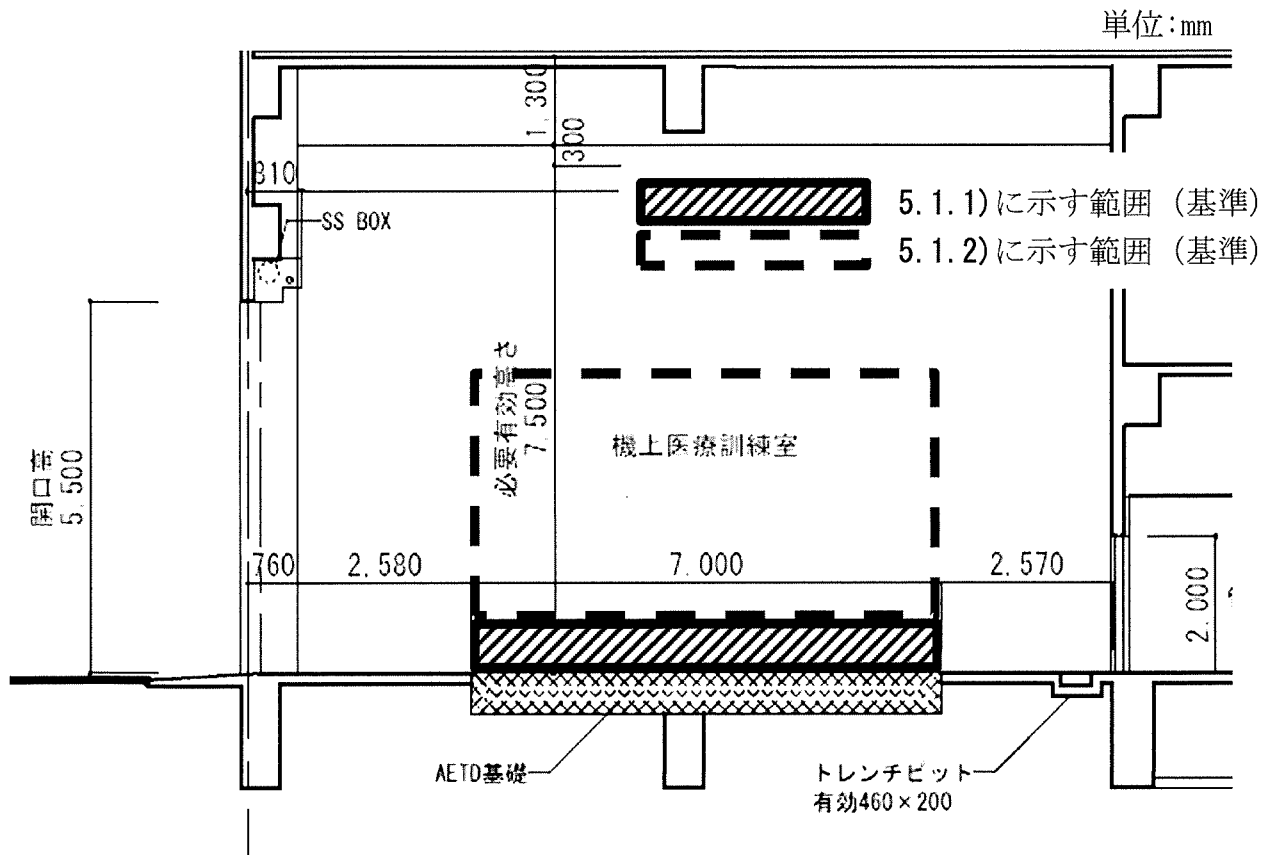 単位:mm
1.300
300
810
SS BOX
5.1.1)に示す範囲 (基準)
5.1.2)に示す範囲 (基準)
必要有効高さ
7.500
機上医療訓練室
開口高
5.500
760
2.580
7.000
2.570
2.000
AETD基礎
トレンチピット
有効460×200